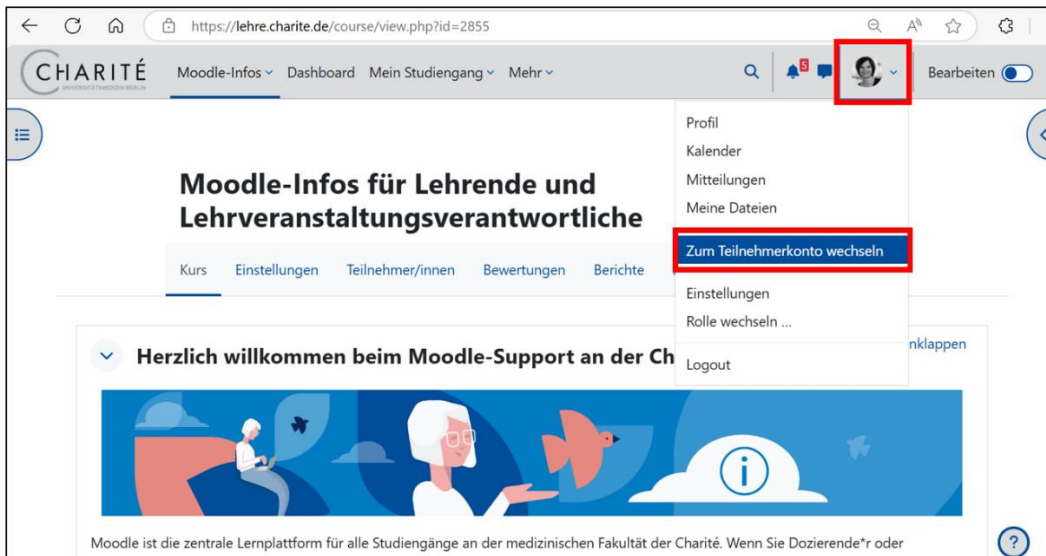 https://lehre.charite.de/course/view.php?id=2855
CHARITÉ
UNIVERSITÄTSMEDIZIN BERLIN
Moodle-Infos Dashboard Mein Studiengang Mehr
5
Bearbeiten
Profil
Kalender
Mitteilungen
Meine Dateien
Zum Teilnehmerkonto wechseln
Einstellungen
Rolle wechseln ...
Logout
Moodle-Infos für Lehrende und
Lehrveranstaltungsverantwortliche
Kurs Einstellungen Teilnehmer/innen Bewertungen Berichte
Herzlich willkommen beim Moodle-Support an der Ch
nklappen
i
Moodle ist die zentrale Lernplattform für alle Studiengänge an der medizinischen Fakultät der Charité. Wenn Sie Dozierende*r oder
?